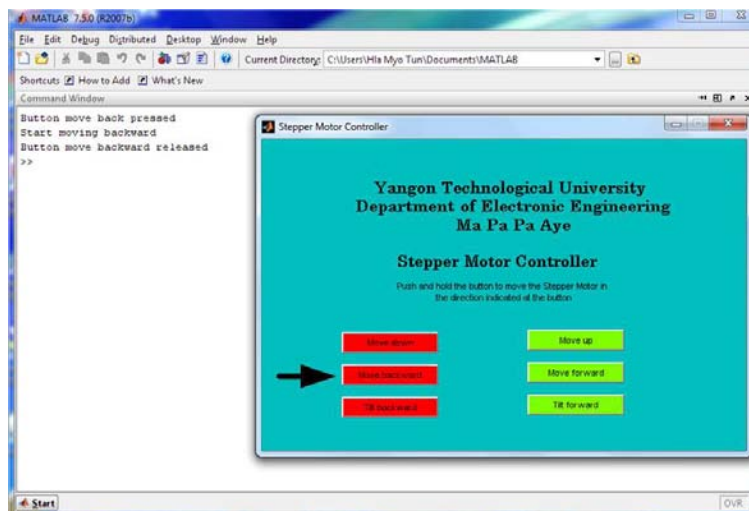 MATLAB 7.5.0 (R2007b)
File Edit Debug Distributed Desktop Window Help
Current Directory: C:\Users\Hla Myo Tun\Documents\MATLAB
Shortcuts How to Add What's New
Command Window
Button move back pressed
Start moving backward
Button move backward released
>>
Stepper Motor Controller
Yangon Technological University
Department of Electronic Engineering
Ma Pa Pa Aye
Stepper Motor Controller
Push and hold the button to move the Stepper Motor in
the direction indicated at the button
Move down Move up
Move backward Move forward
Tilt backward Tilt forward
Start OVR